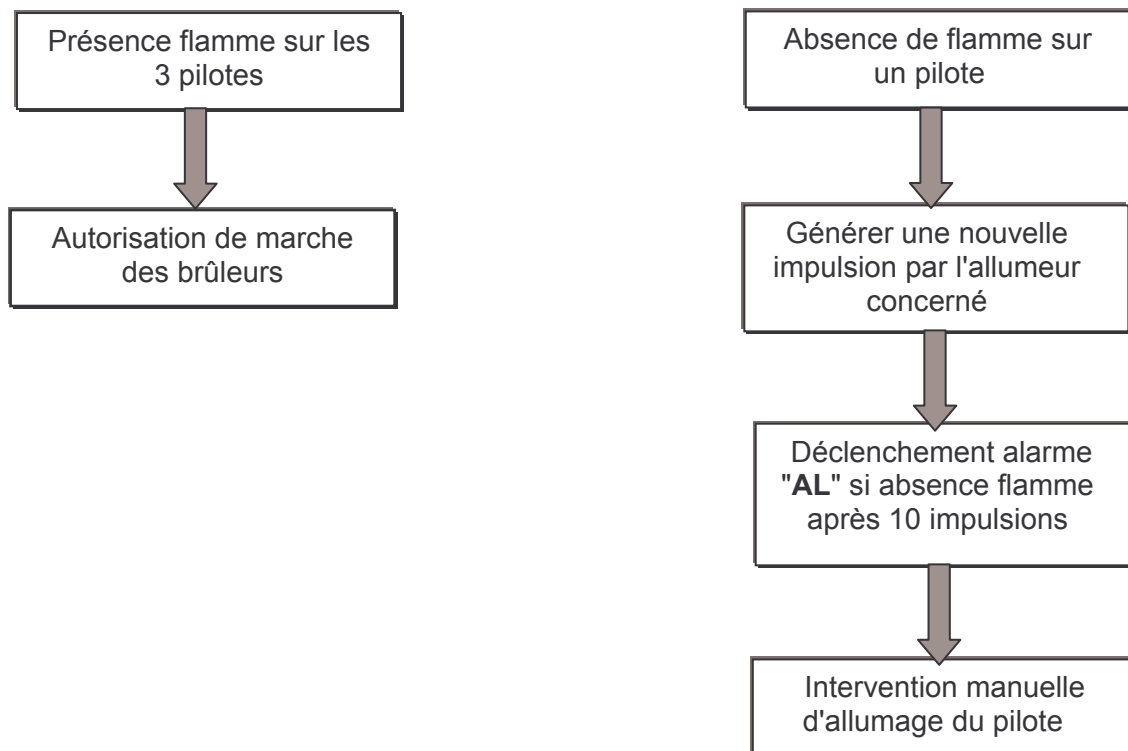 Présence flamme sur les
3 pilotes
Autorisation de marche
des brûleurs
Absence de flamme sur
un pilote
Générer une nouvelle
impulsion par l'allumeur
concerné
Déclenchement alarme
"AL" si absence flamme
après 10 impulsions
Intervention manuelle
d'allumage du pilote